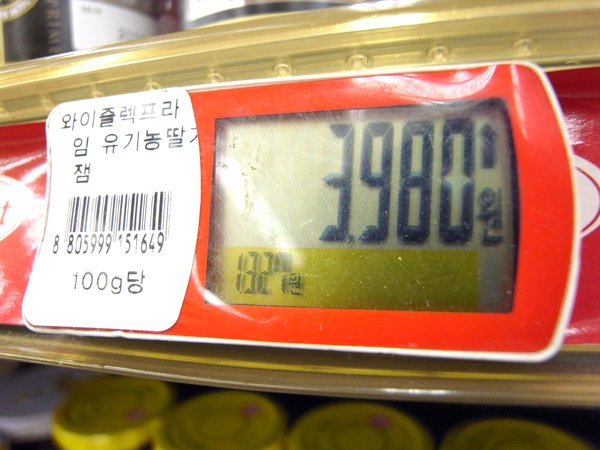 와이즐렉프라
임 유기농딸기
잼
8 805999 151649
100g당
3,980원
1,327원